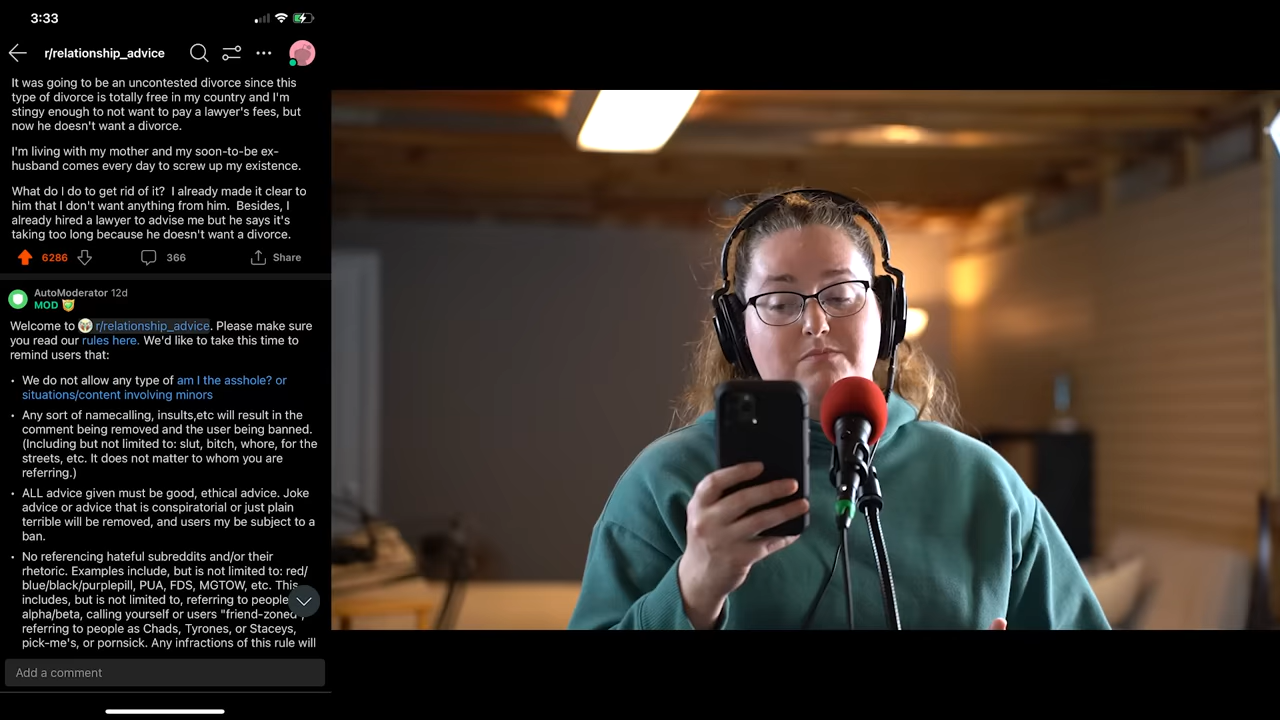 3:33
r/relationship_advice
It was going to be an uncontested divorce since this
type of divorce is totally free in my country and I'm
stingy enough to not want to pay a lawyer's fees, but
now he doesn't want a divorce.
I'm living with my mother and my soon-to-be ex-
husband comes every day to screw up my existence.
What do I do to get rid of it?  I already made it clear to
him that I don't want anything from him.  Besides, I
already hired a lawyer to advise me but he says it's
taking too long because he doesn't want a divorce.
6286 366 Share
AutoModerator 12d
MOD
Welcome to r/relationship_advice. Please make sure
you read our rules here. We'd like to take this time to
remind users that:
• We do not allow any type of am I the asshole? or
situations/content involving minors
• Any sort of namecalling, insults,etc will result in the
comment being removed and the user being banned.
(Including but not limited to: slut, bitch, whore, for the
streets, etc. It does not matter to whom you are
referring.)
• ALL advice given must be good, ethical advice. Joke
advice or advice that is conspiratorial or just plain
terrible will be removed, and users my be subject to a
ban.
• No referencing hateful subreddits and/or their
rhetoric. Examples include, but is not limited to: red/
blue/black/purplepill, PUA, FDS, MGTOW, etc. This
includes, but is not limited to, referring to people
alpha/beta, calling yourself or users "friend-zoned",
referring to people as Chads, Tyrones, or Staceys,
pick-me's, or pornsick. Any infractions of this rule will
Add a comment